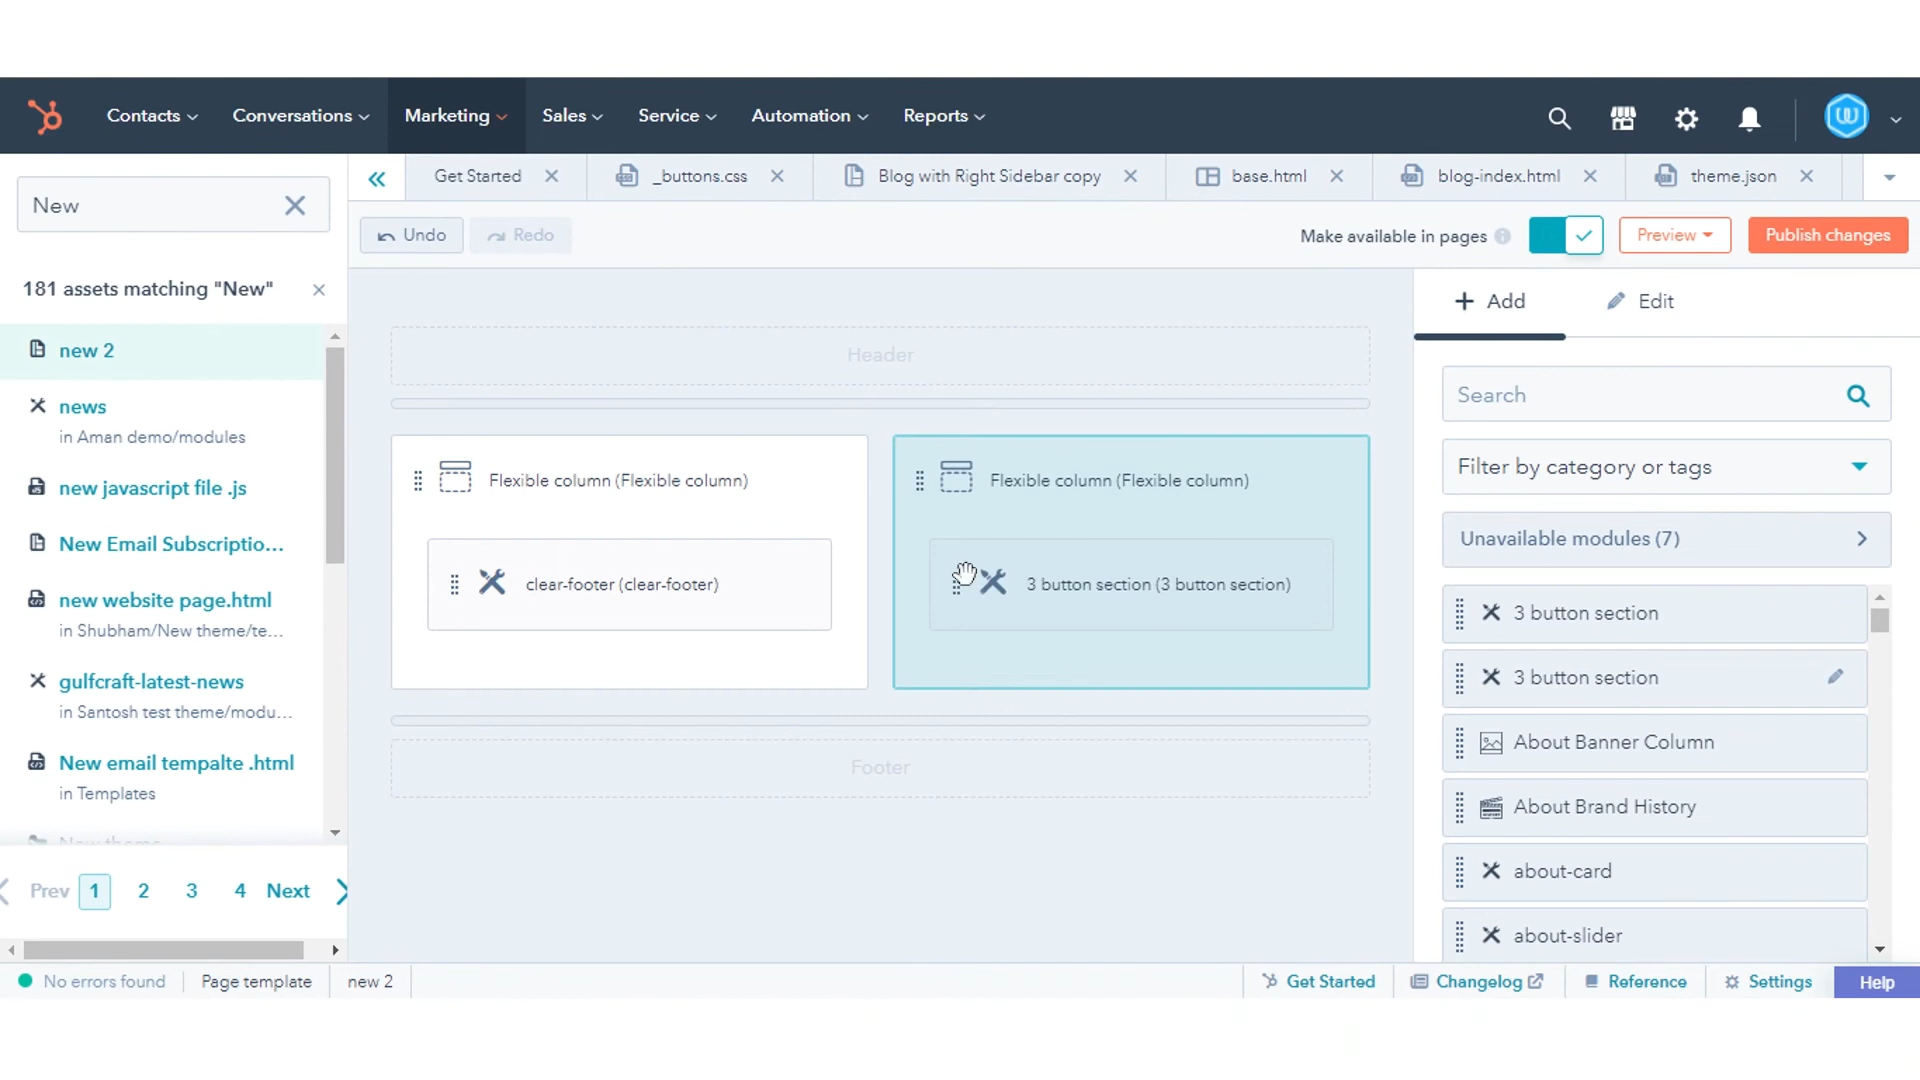 Contacts
Conversations
Marketing
Sales
Service
Automation
Reports
New
181 assets matching "New"
new 2
news
in Aman demo/modules
new javascript file .js
New Email Subscriptio...
new website page.html
in Shubham/New theme/te...
gulfcraft-latest-news
in Santosh test theme/modu...
New email tempalte .html
in Templates
New theme
Prev 1 2 3 4 Next
Get Started
_buttons.css
Blog with Right Sidebar copy
base.html
blog-index.html
theme.json
Undo
Redo
Make available in pages
Preview
Publish changes
Header
Flexible column (Flexible column)
clear-footer (clear-footer)
Flexible column (Flexible column)
3 button section (3 button section)
Footer
Add
Edit
Search
Filter by category or tags
Unavailable modules (7)
3 button section
3 button section
About Banner Column
About Brand History
about-card
about-slider
No errors found
Page template
new 2
Get Started
Changelog
Reference
Settings
Help